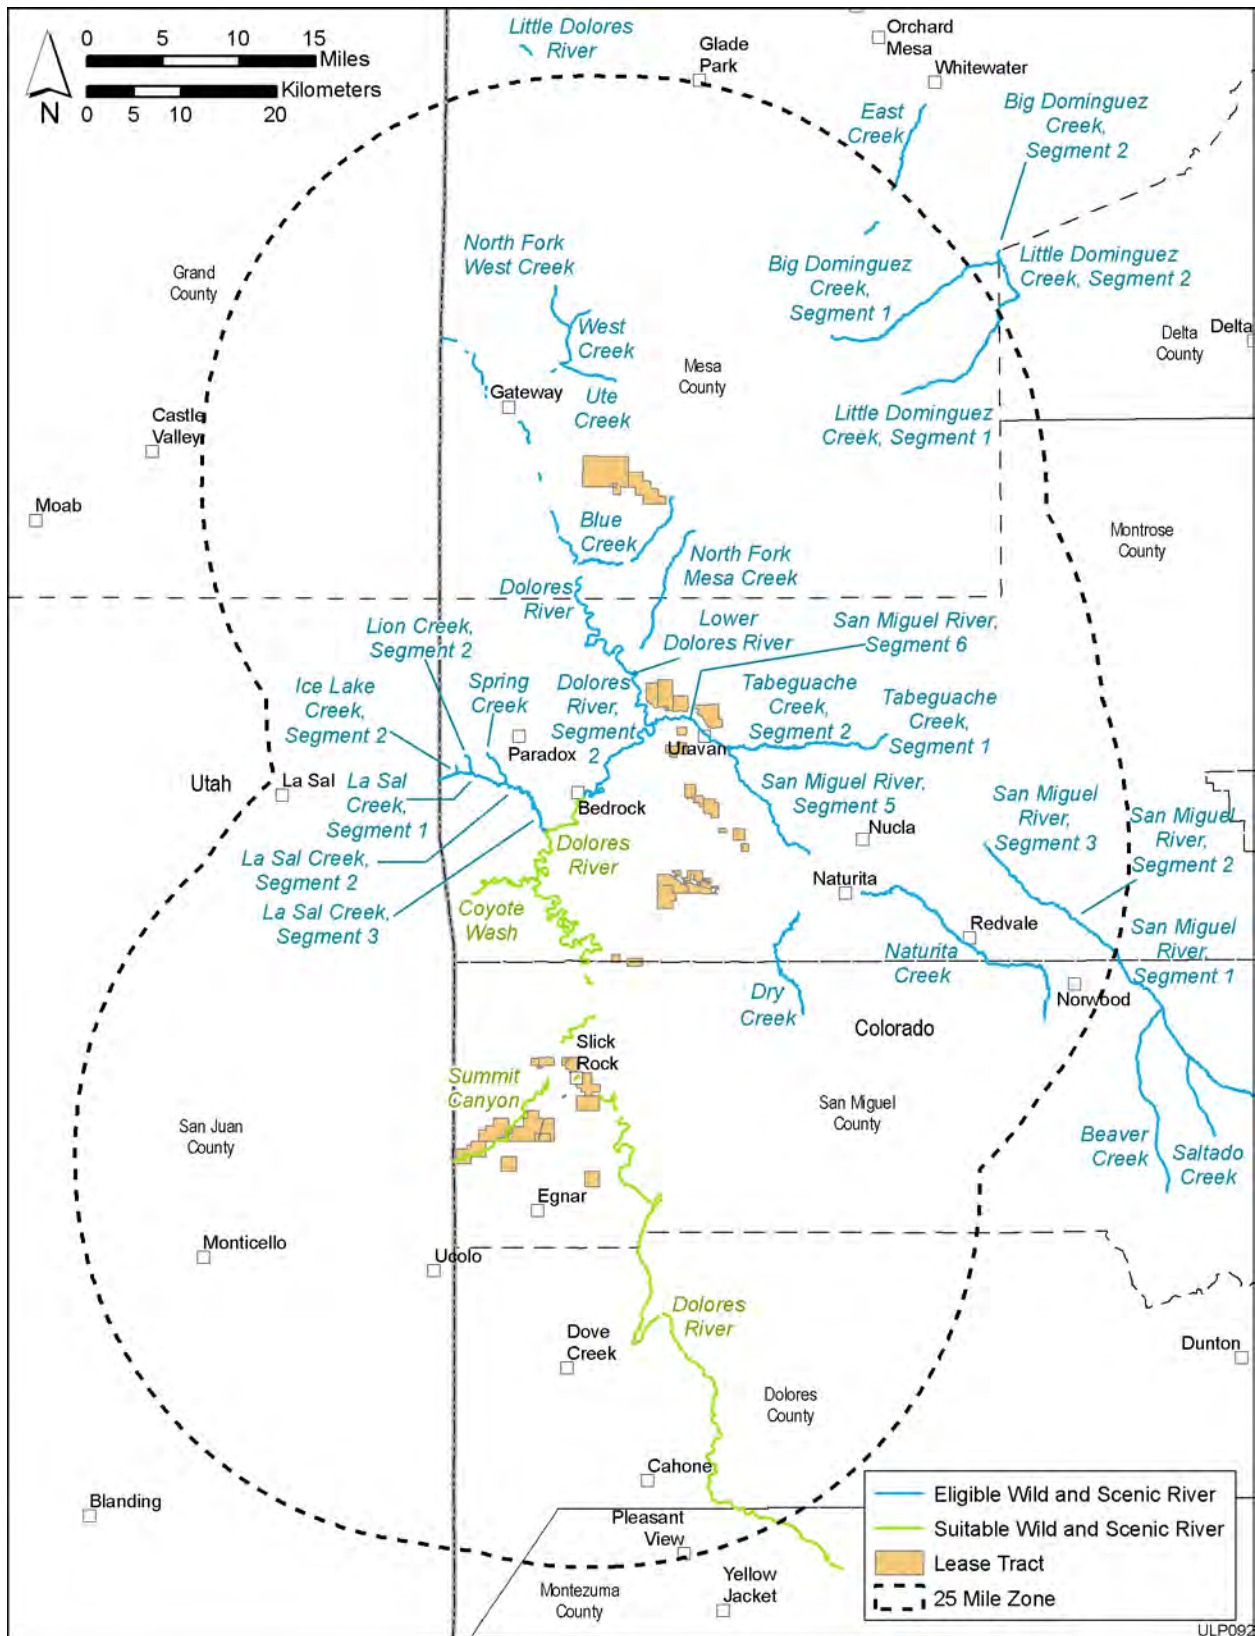 Little Dolores
River
Orchard
Mesa
Glade
Park
Whitewater
0 5 10 15
Miles
Kilometers
0 5 10 20
N
East
Creek
Big Dominguez
Creek,
Segment 2
North Fork
West Creek
Grand
County
Big Dominguez
Creek,
Segment 1
Little Dominguez
Creek, Segment 2
West
Creek
Mesa
County
Delta
County
Delta
Gateway
Ute
Creek
Castle
Valley
Little Dominguez
Creek, Segment 1
Moab
Blue
Creek
Montrose
County
North Fork
Mesa Creek
Dolores
River
Lower
Dolores River
San Miguel River,
Segment 6
Lion Creek,
Segment 2
Ice Lake
Creek,
Segment 2
Spring
Creek
Dolores
River,
Segment
2
Tabeguache
Creek,
Segment 2
Tabeguache
Creek,
Segment 1
Paradox
Uravan
Utah
La Sal
La Sal
Creek,
Segment 1
Bedrock
San Miguel River,
Segment 5
San Miguel
River,
Segment 3
San Miguel
River,
Segment 2
Nucla
La Sal Creek,
Segment 2
Dolores
River
Naturita
La Sal Creek,
Segment 3
Coyote
Wash
Redvale
San Miguel
River,
Segment 1
Naturita
Creek
Dry
Creek
Norwood
Colorado
Slick
Rock
Summit
Canyon
San Juan
County
San Miguel
County
Beaver
Creek
Saltado
Creek
Egnar
Monticello
Ucolo
Dolores
River
Dove
Creek
Dunton
Dolores
County
Cahone
Blanding
Pleasant
View
Yellow
Jacket
Montezuma
County
Eligible Wild and Scenic River
Suitable Wild and Scenic River
Lease Tract
25 Mile Zone
ULP092